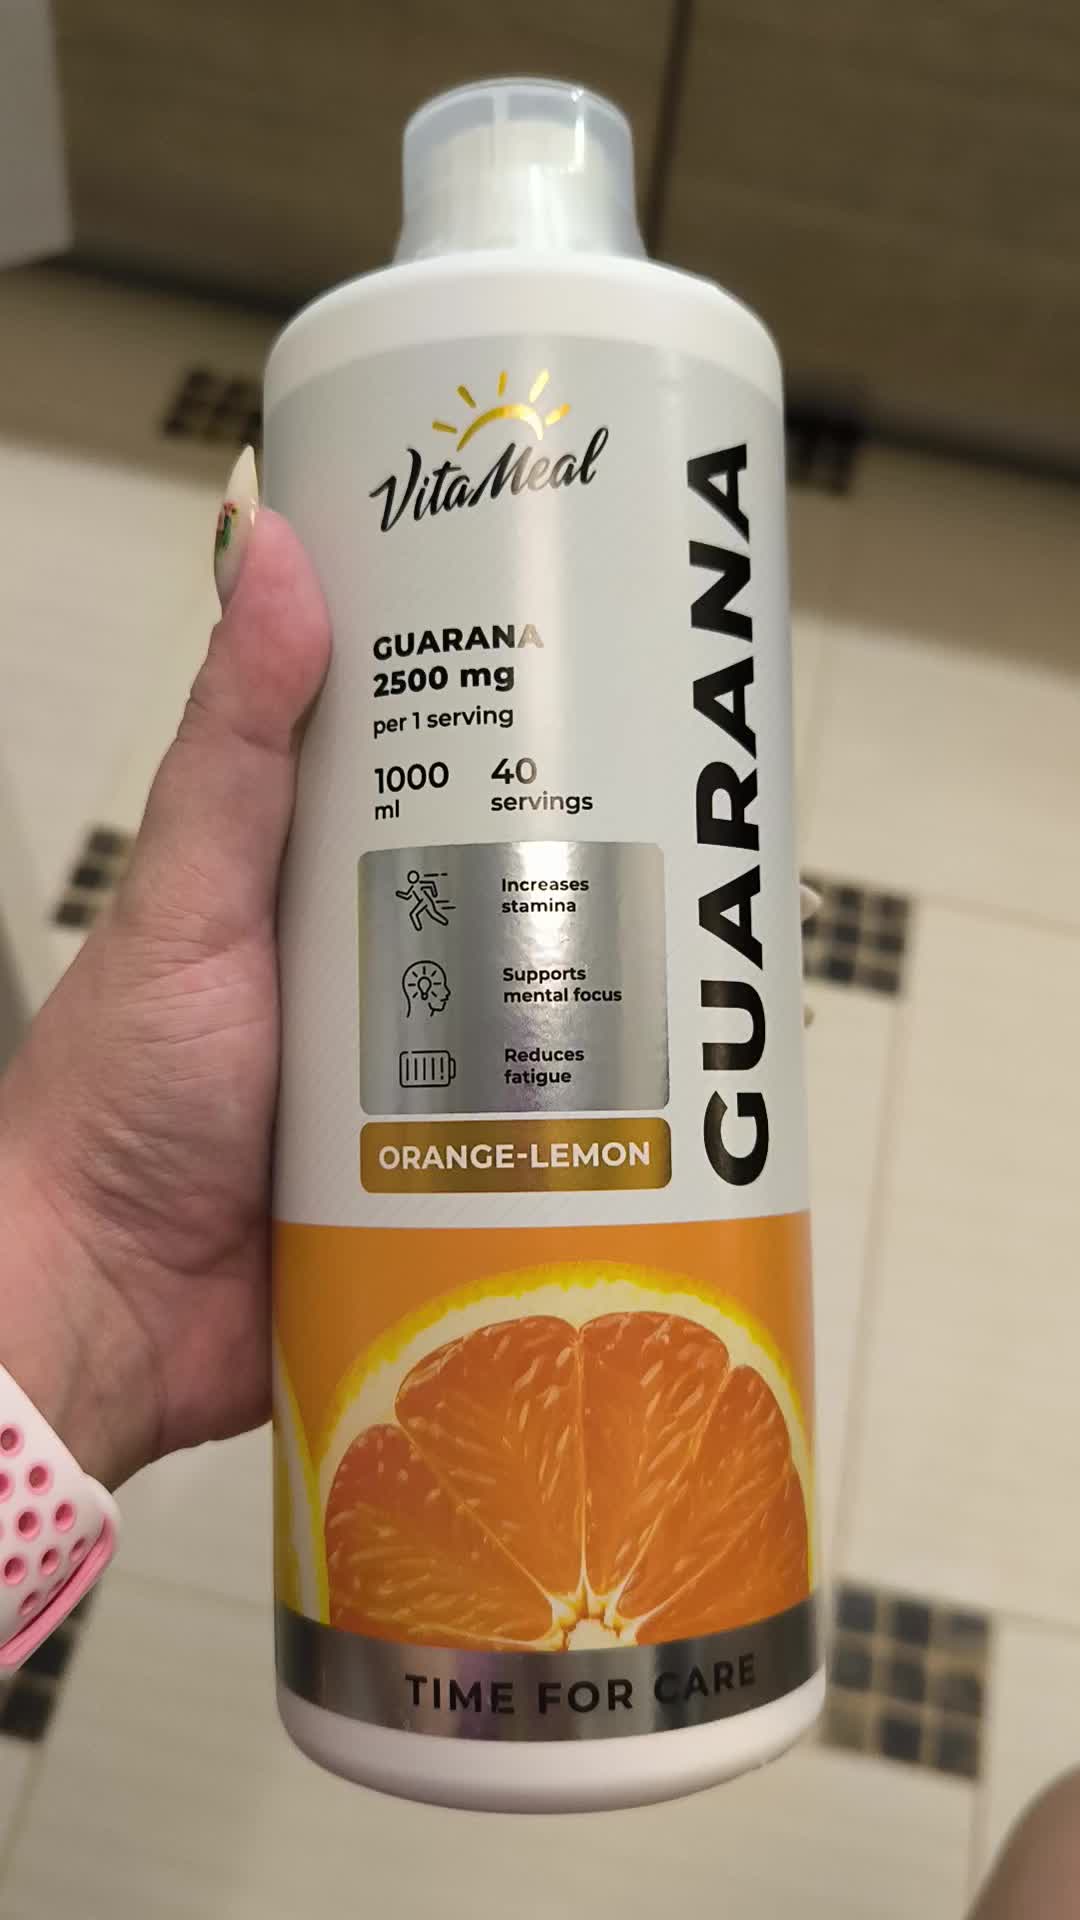 VitaMeal
GUARANA
2500 mg
per 1 serving
1000 ml
40 servings
Increases
stamina
Supports
mental focus
Reduces
fatigue
ORANGE-LEMON
GUARANA
TIME FOR CARE